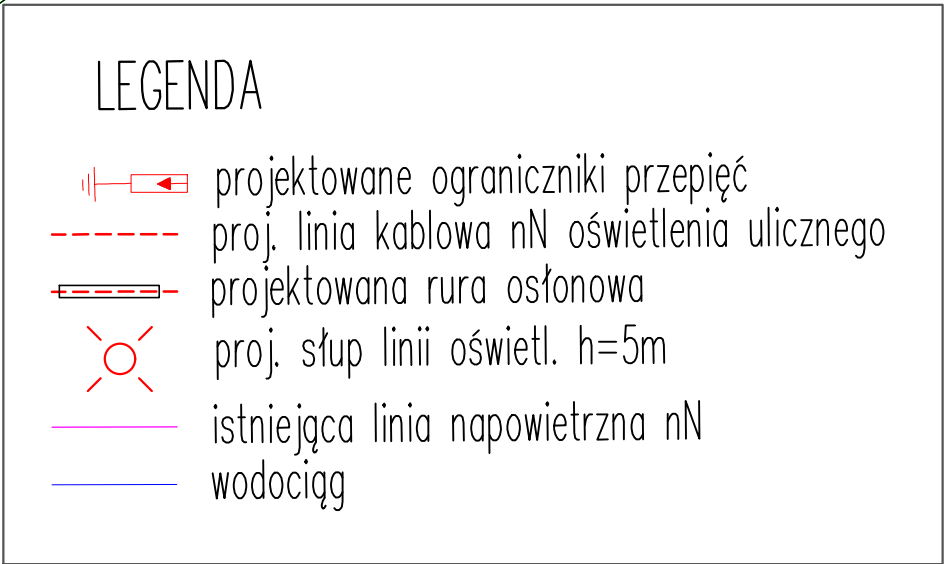 LEGENDA
projektowane ograniczniki przepięć
proj. linia kablowa nN oświetlenia ulicznego
projektowana rura osłonowa
proj. słup linii oświetl. h=5m
istniejąca linia napowietrzna nN
wodociąg